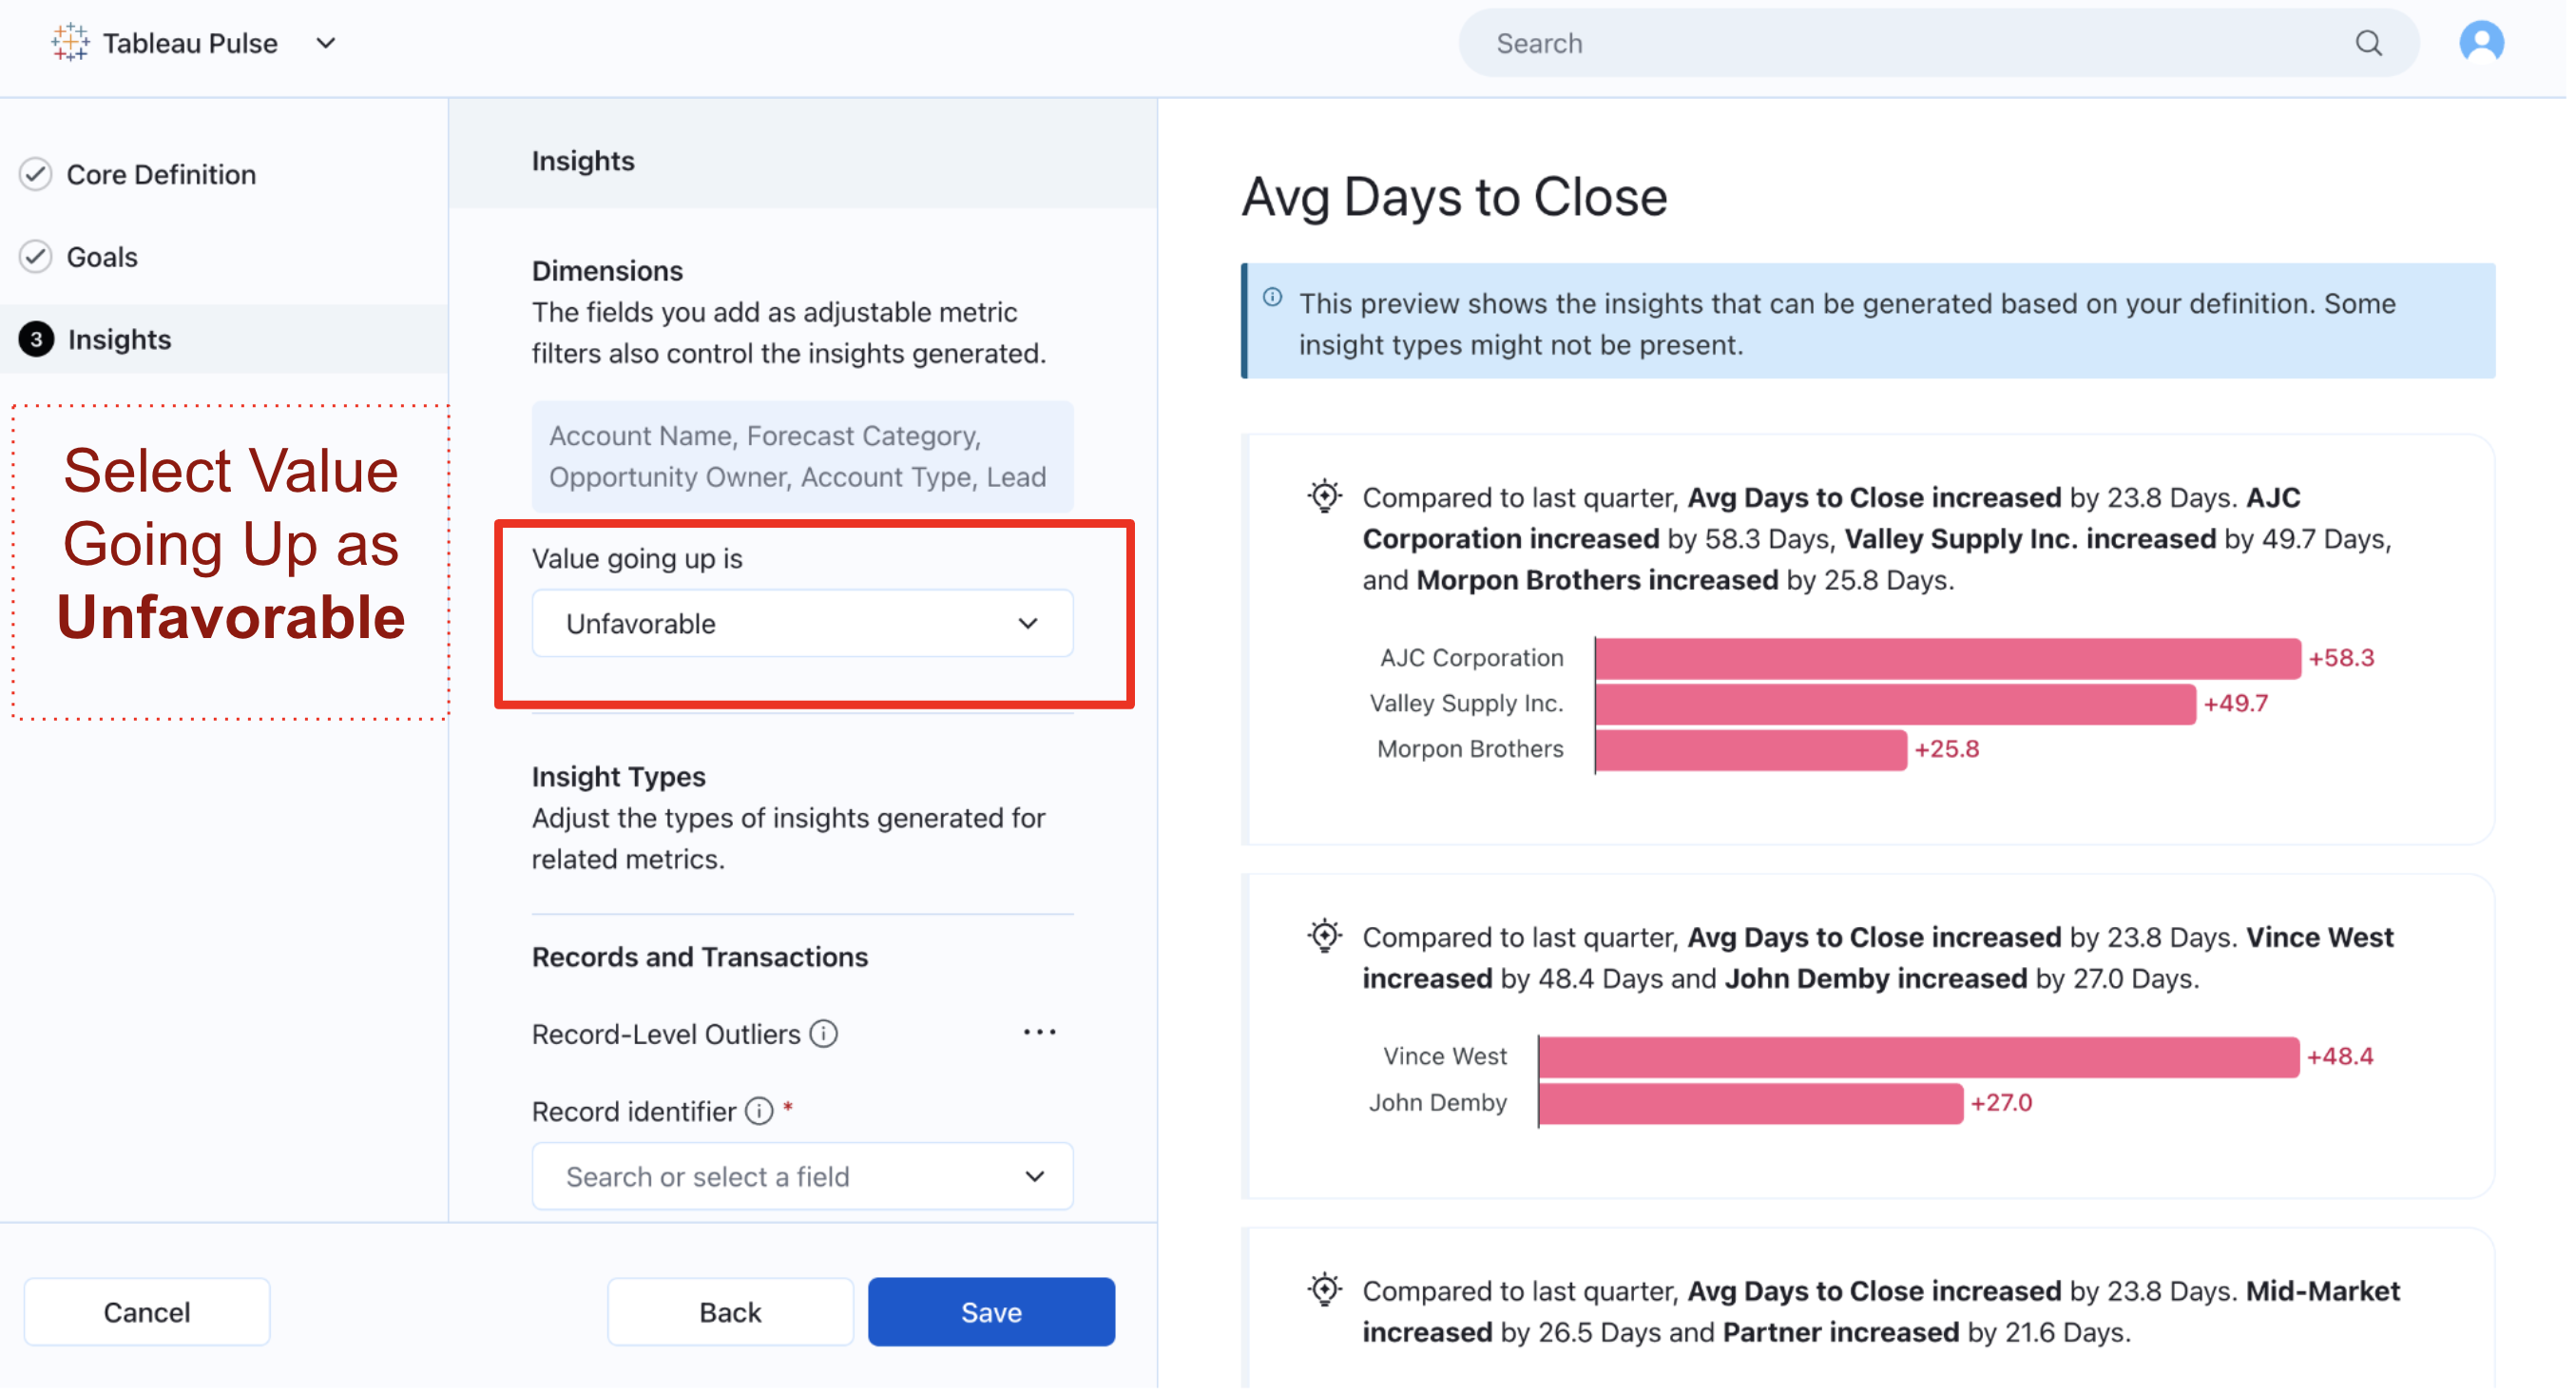 Tableau Pulse
Search
Core Definition
Goals
3 Insights
Select Value
Going Up as
Unfavorable
Insights
Dimensions
The fields you add as adjustable metric
filters also control the insights generated.
Account Name, Forecast Category,
Opportunity Owner, Account Type, Lead
Value going up is
Unfavorable
Insight Types
Adjust the types of insights generated for
related metrics.
Records and Transactions
Record-Level Outliers
Record identifier *
Search or select a field
Cancel
Back
Save
Avg Days to Close
This preview shows the insights that can be generated based on your definition. Some
insight types might not be present.
Compared to last quarter, Avg Days to Close increased by 23.8 Days. AJC
Corporation increased by 58.3 Days, Valley Supply Inc. increased by 49.7 Days,
and Morpon Brothers increased by 25.8 Days.
AJC Corporation +58.3
Valley Supply Inc. +49.7
Morpon Brothers +25.8
Compared to last quarter, Avg Days to Close increased by 23.8 Days. Vince West
increased by 48.4 Days and John Demby increased by 27.0 Days.
Vince West +48.4
John Demby +27.0
Compared to last quarter, Avg Days to Close increased by 23.8 Days. Mid-Market
increased by 26.5 Days and Partner increased by 21.6 Days.